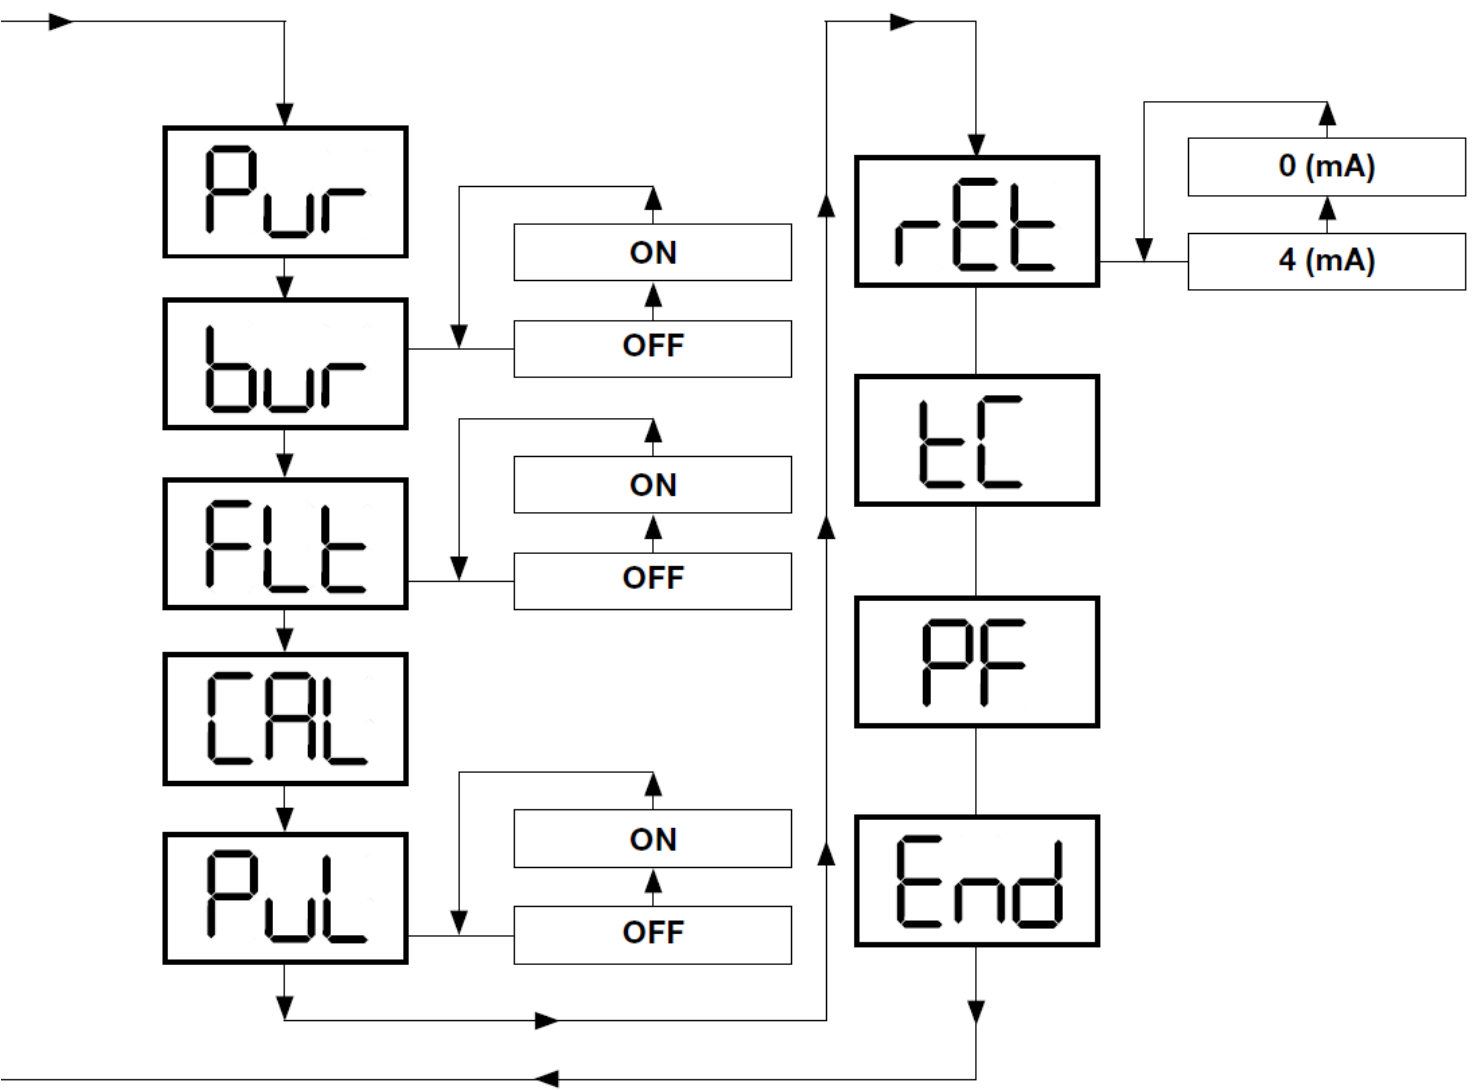 Pur
bur
ON
OFF
FLt
ON
OFF
CAL
PuL
ON
OFF
rEt
0 (mA)
4 (mA)
tC
PF
End